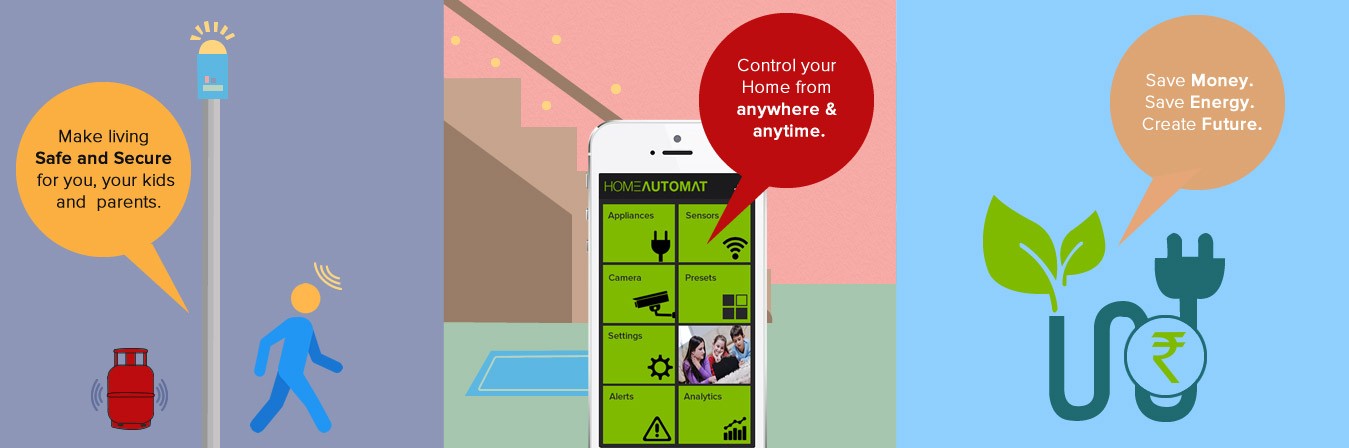 Make living
Safe and Secure
for you, your kids
and parents.
Control your
Home from
anywhere &
anytime.
HOMEAUTOMAT
Appliances
Sensors
Camera
Presets
Settings
Alerts
Analytics
Save Money.
Save Energy.
Create Future.
₹